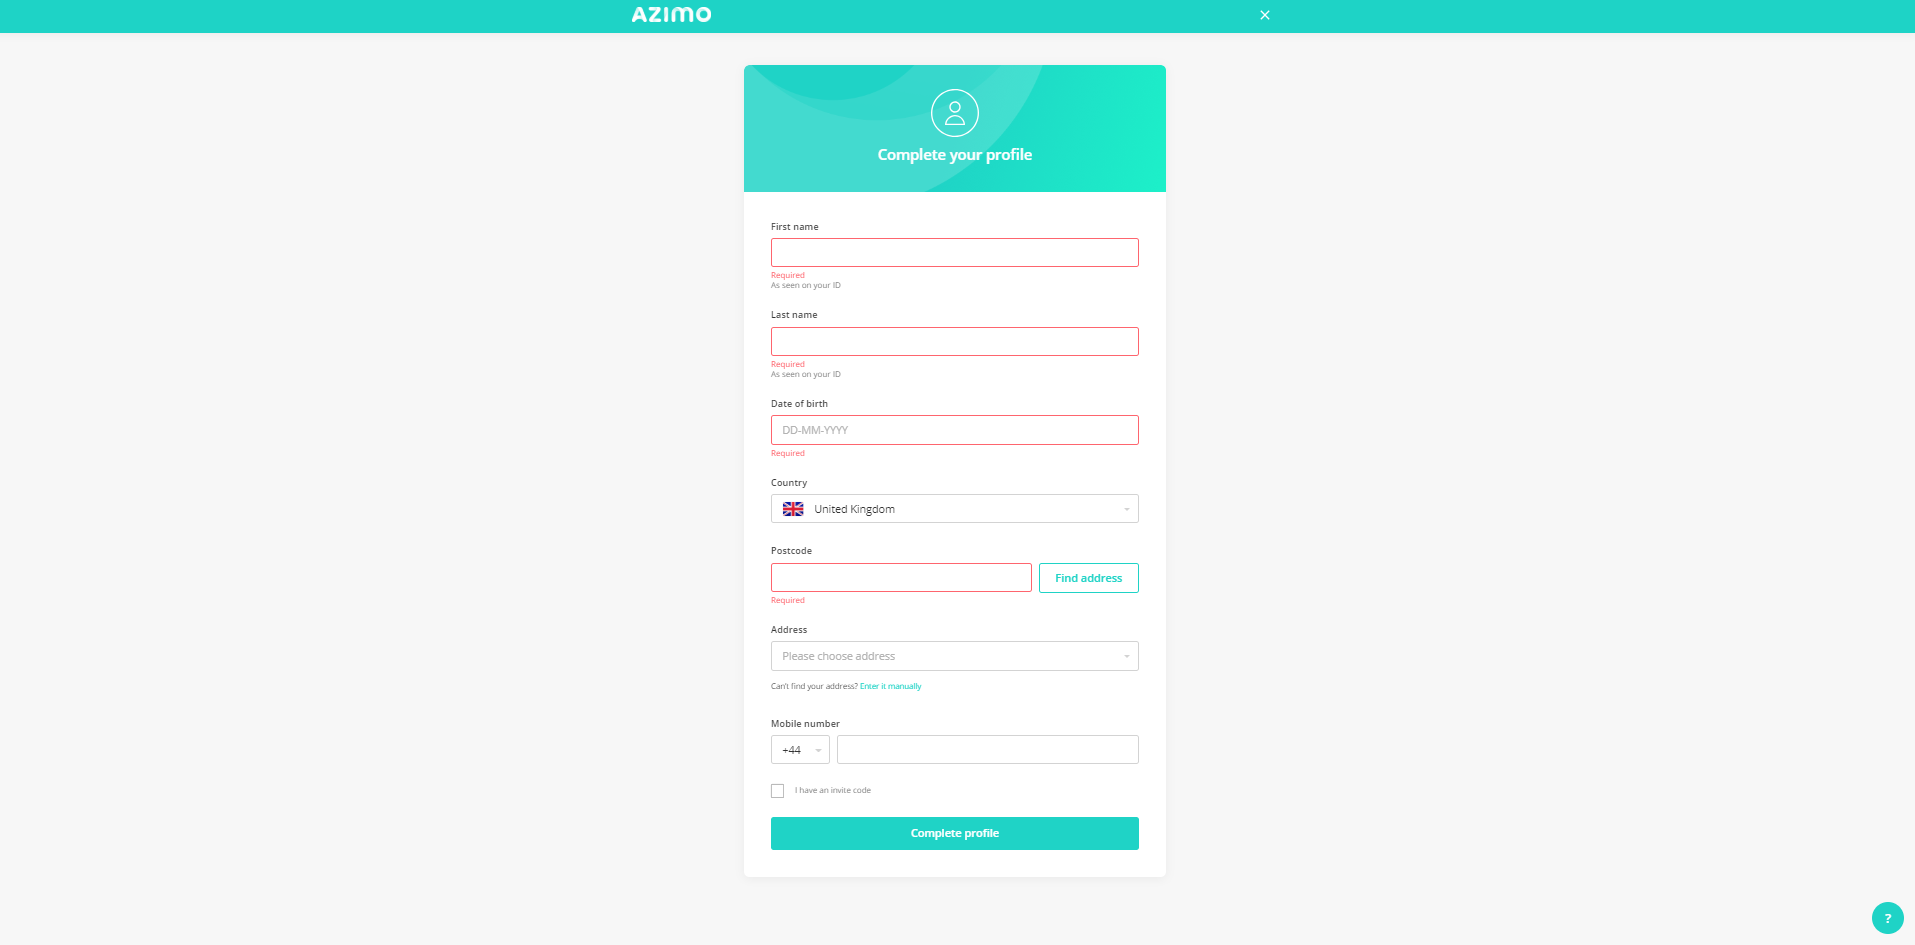 AZIMO
Complete your profile
First name
Required
As seen on your ID
Last name
Required
As seen on your ID
Date of birth
DD-MM-YYYY
Required
Country
United Kingdom
Postcode
Find address
Required
Address
Please choose address
Can't find your address? Enter it manually
Mobile number
+44
I have an invite code
Complete profile
?